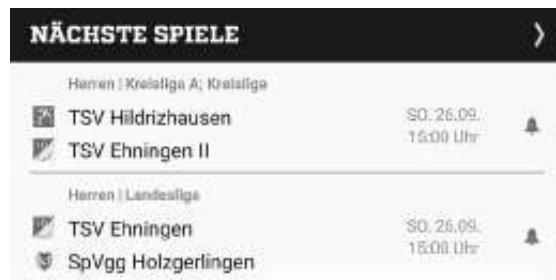 NÄCHSTE SPIELE
Herren | Kreisliga A; Kreisliga
TSV Hildrizhausen
SO. 26.09.
15:00 Uhr
TSV Ehningen II
Herren | Landesliga
TSV Ehningen
SO. 26.09.
15:00 Uhr
SpVgg Holzgerlingen